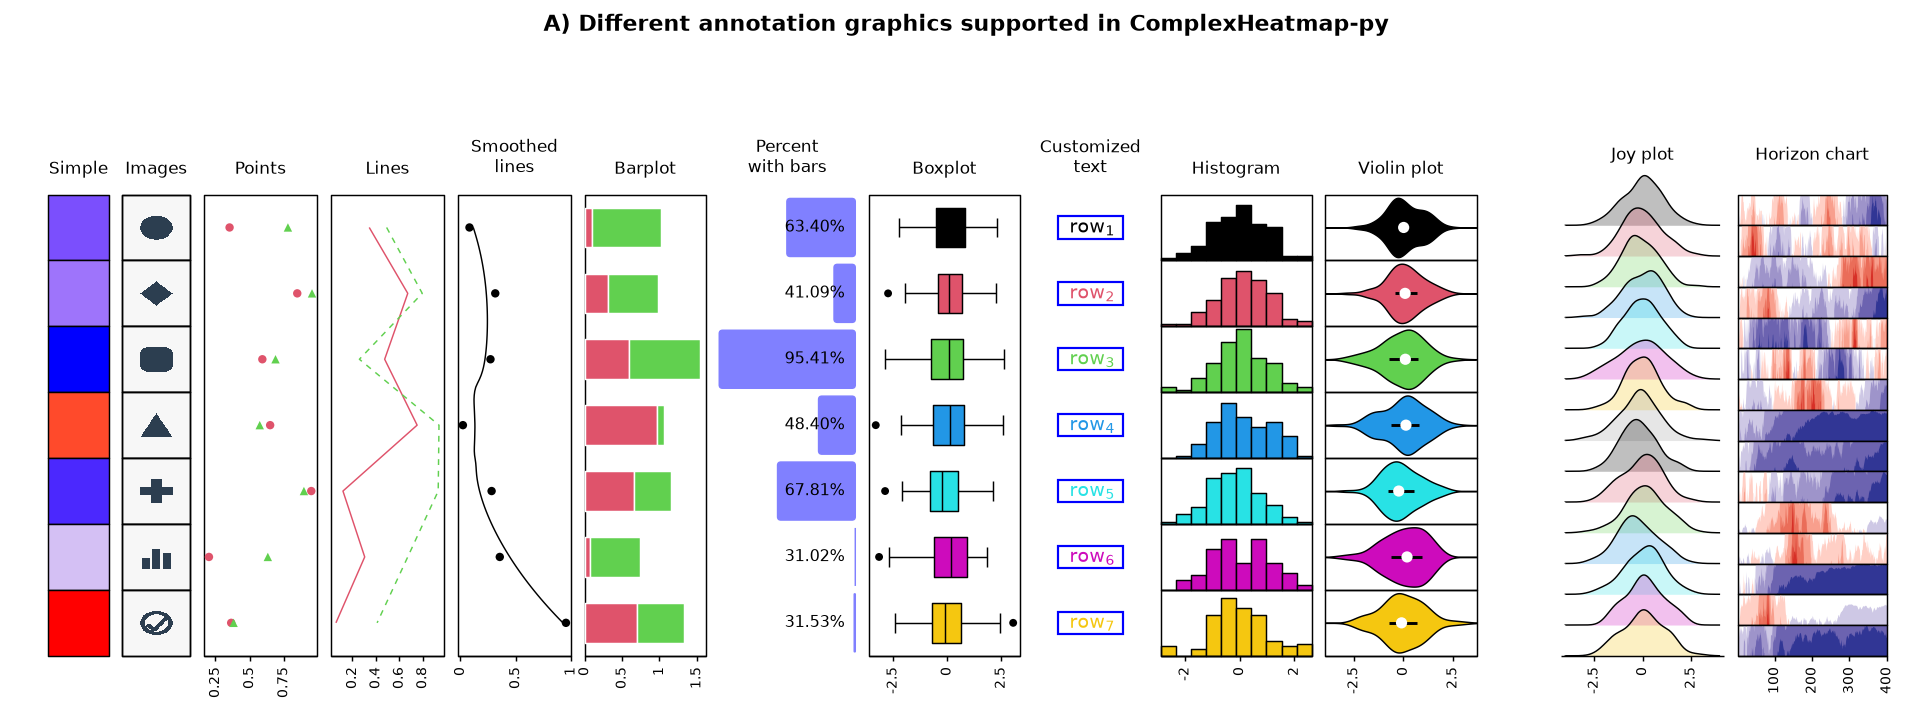 A) Different annotation graphics supported in ComplexHeatmap-py
Simple
Images
Points
Lines
Smoothed
lines
Barplot
Percent
with bars
Boxplot
Customized
text
Histogram
Violin plot
Joy plot
Horizon chart
63.40%
row₁
41.09%
row₂
95.41%
row₃
48.40%
row₄
67.81%
row₅
31.02%
row₆
31.53%
row₇
0.25
0.5
0.75
0.2
0.4
0.6
0.8
0
0.5
1
0
0.5
1
1.5
-2.5
0
2.5
-2
0
2
-2.5
0
2.5
-2.5
0
2.5
100
200
300
400